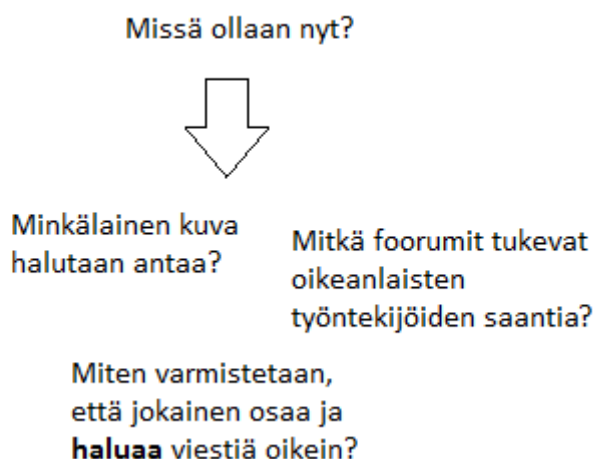 Missä ollaan nyt?
Minkälainen kuva
halutaan antaa?
Mitkä foorumit tukevat
oikeanlaisten
työntekijöiden saantia?
Miten varmistetaan,
että jokainen osaa ja
haluaa viestiä oikein?